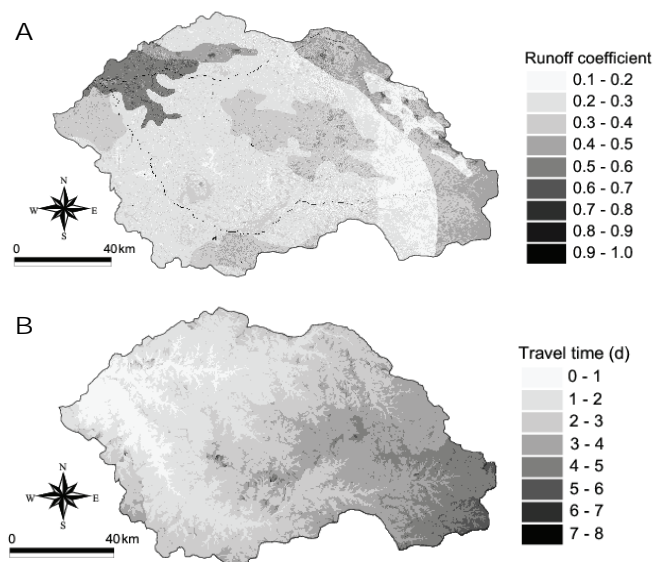 A
Runoff coefficient
0.1 - 0.2
0.2 - 0.3
0.3 - 0.4
0.4 - 0.5
0.5 - 0.6
0.6 - 0.7
0.7 - 0.8
0.8 - 0.9
0.9 - 1.0
N
W E
S
0 40km
B
Travel time (d)
0 - 1
1 - 2
2 - 3
3 - 4
4 - 5
5 - 6
6 - 7
7 - 8
N
W E
S
0 40 km